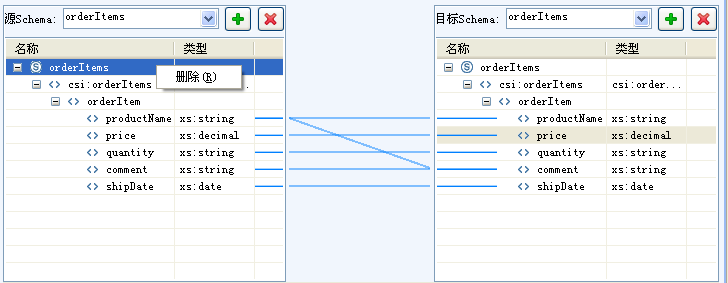 源Schema: orderItems
名称 类型
orderItems
删除(R)
csi:orderItems ...
orderItem
productName xs:string
price xs:decimal
quantity xs:string
comment xs:string
shipDate xs:date
目标Schema: orderItems
名称 类型
orderItems
csi:orderItems csi:order...
orderItem
productName xs:string
price xs:decimal
quantity xs:string
comment xs:string
shipDate xs:date